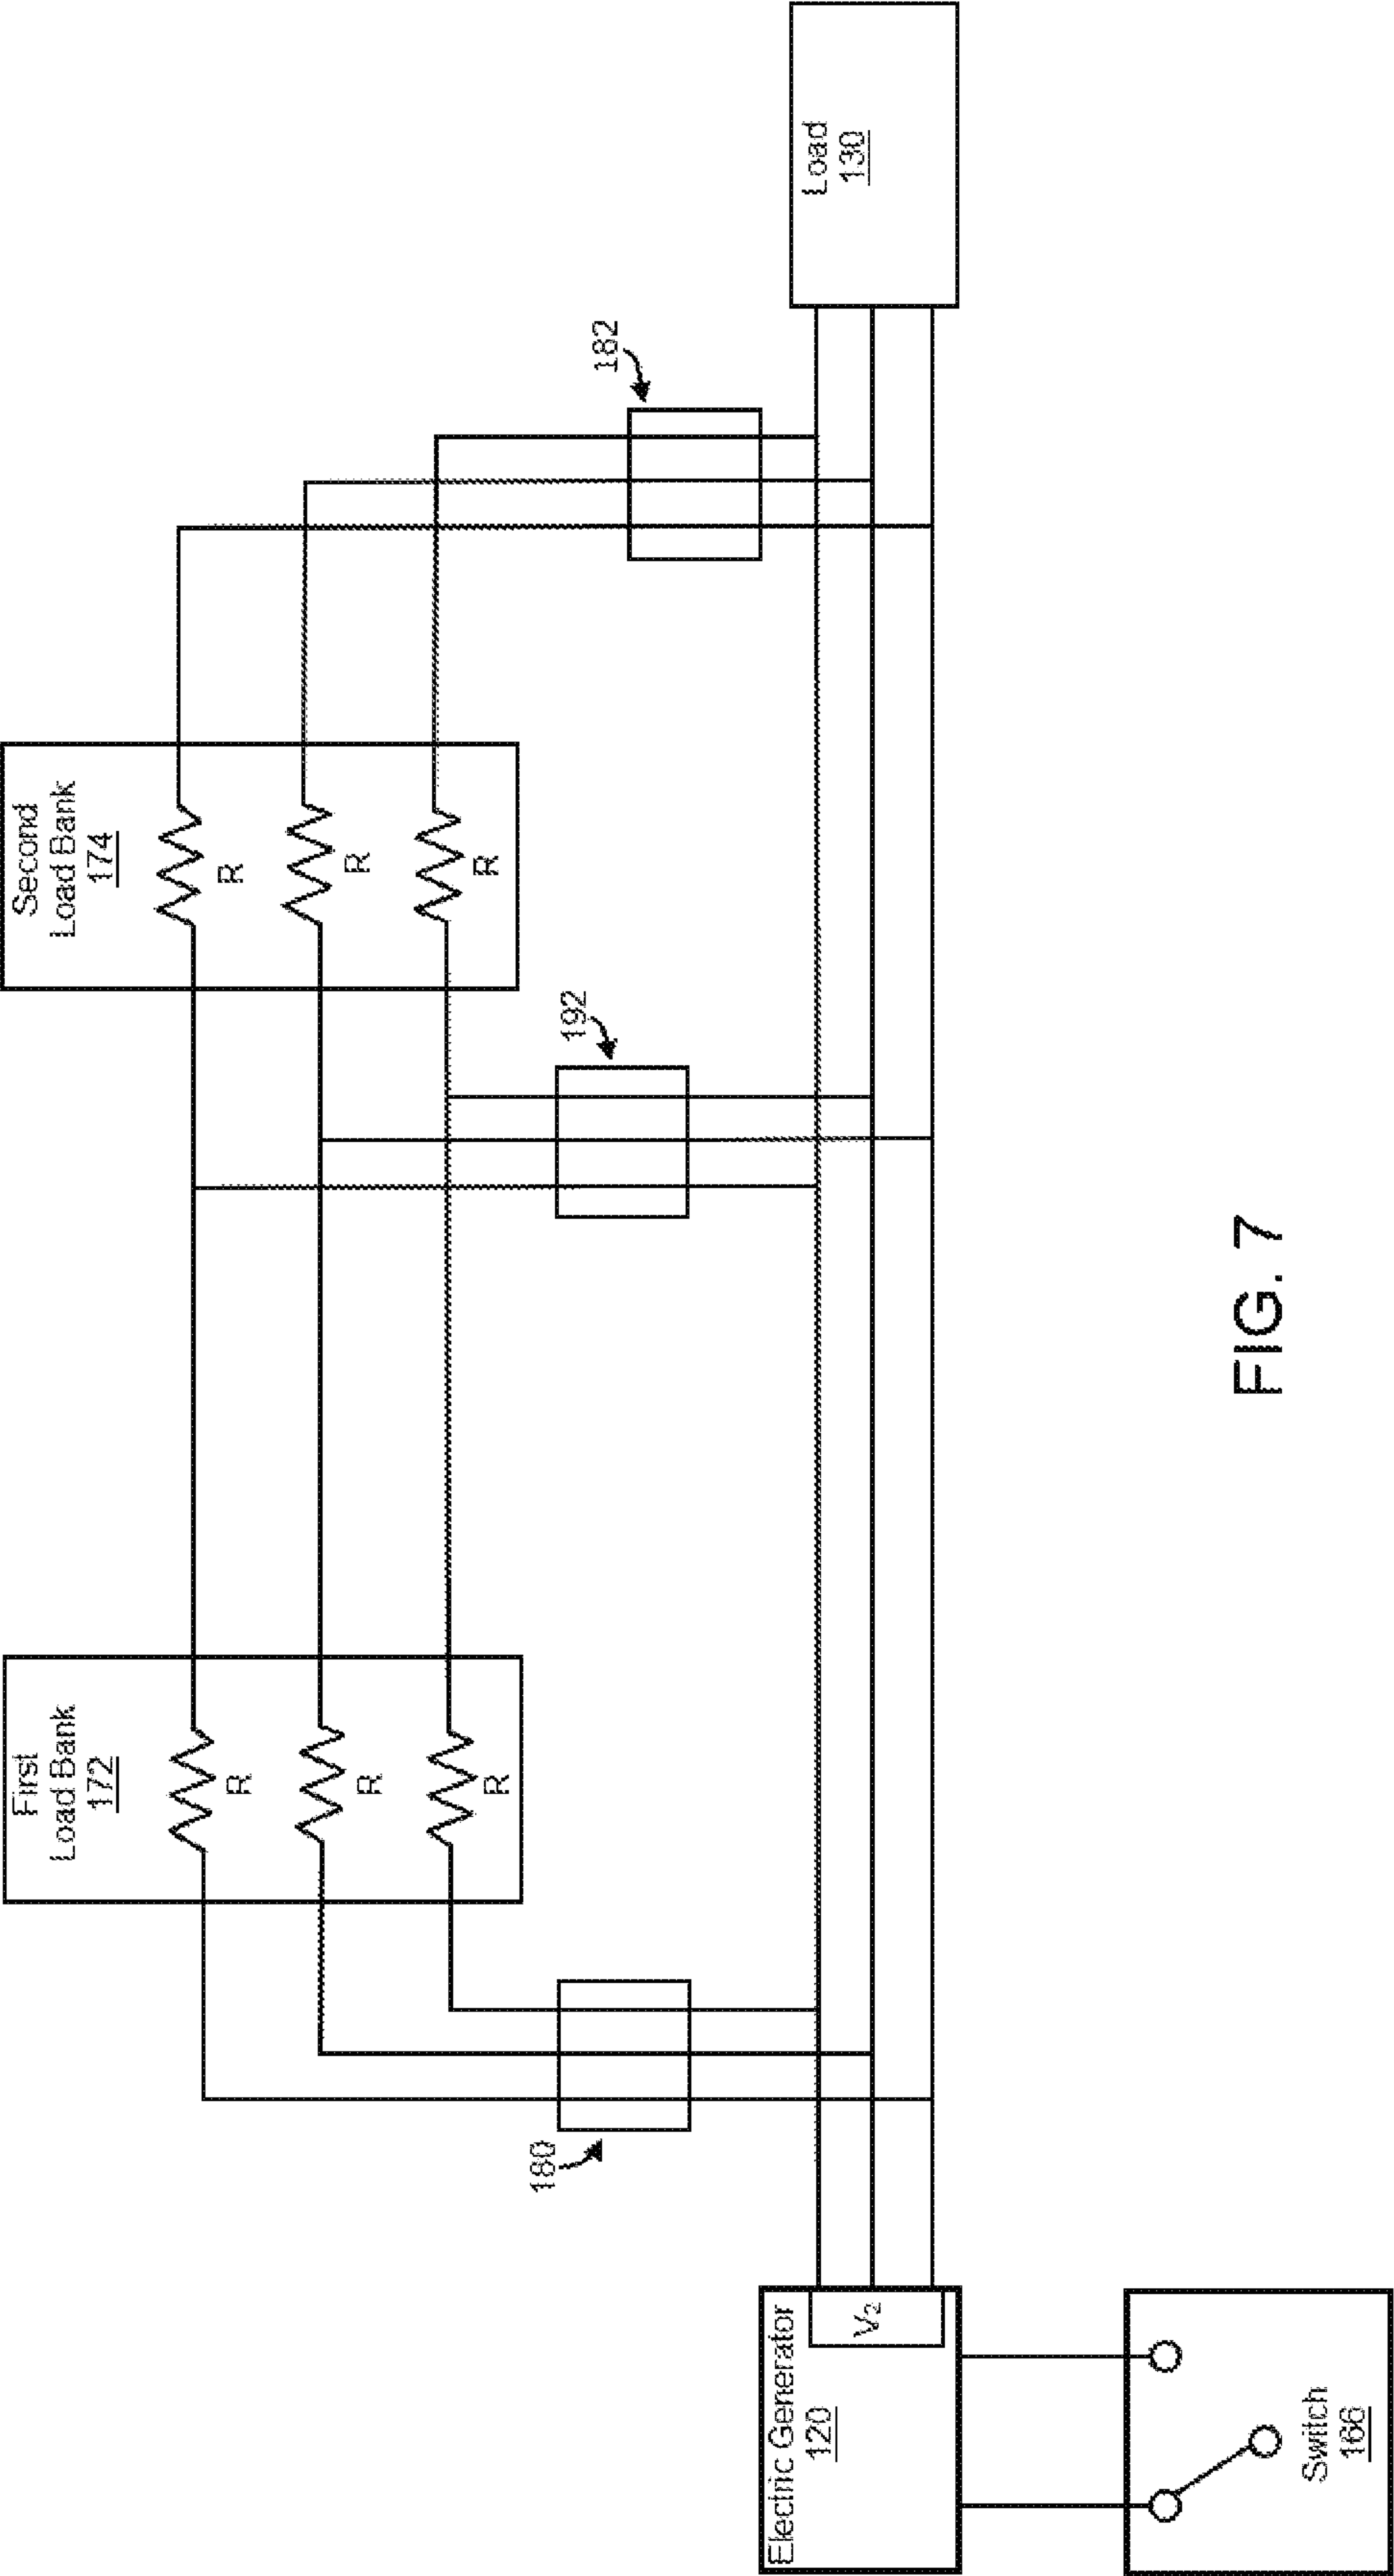 First
Load Bank
172
R
R
R
Second
Load Bank
174
R
R
R
180
192
182
Electric Generator
120
V₂
Load
130
Switch
166
FIG. 7